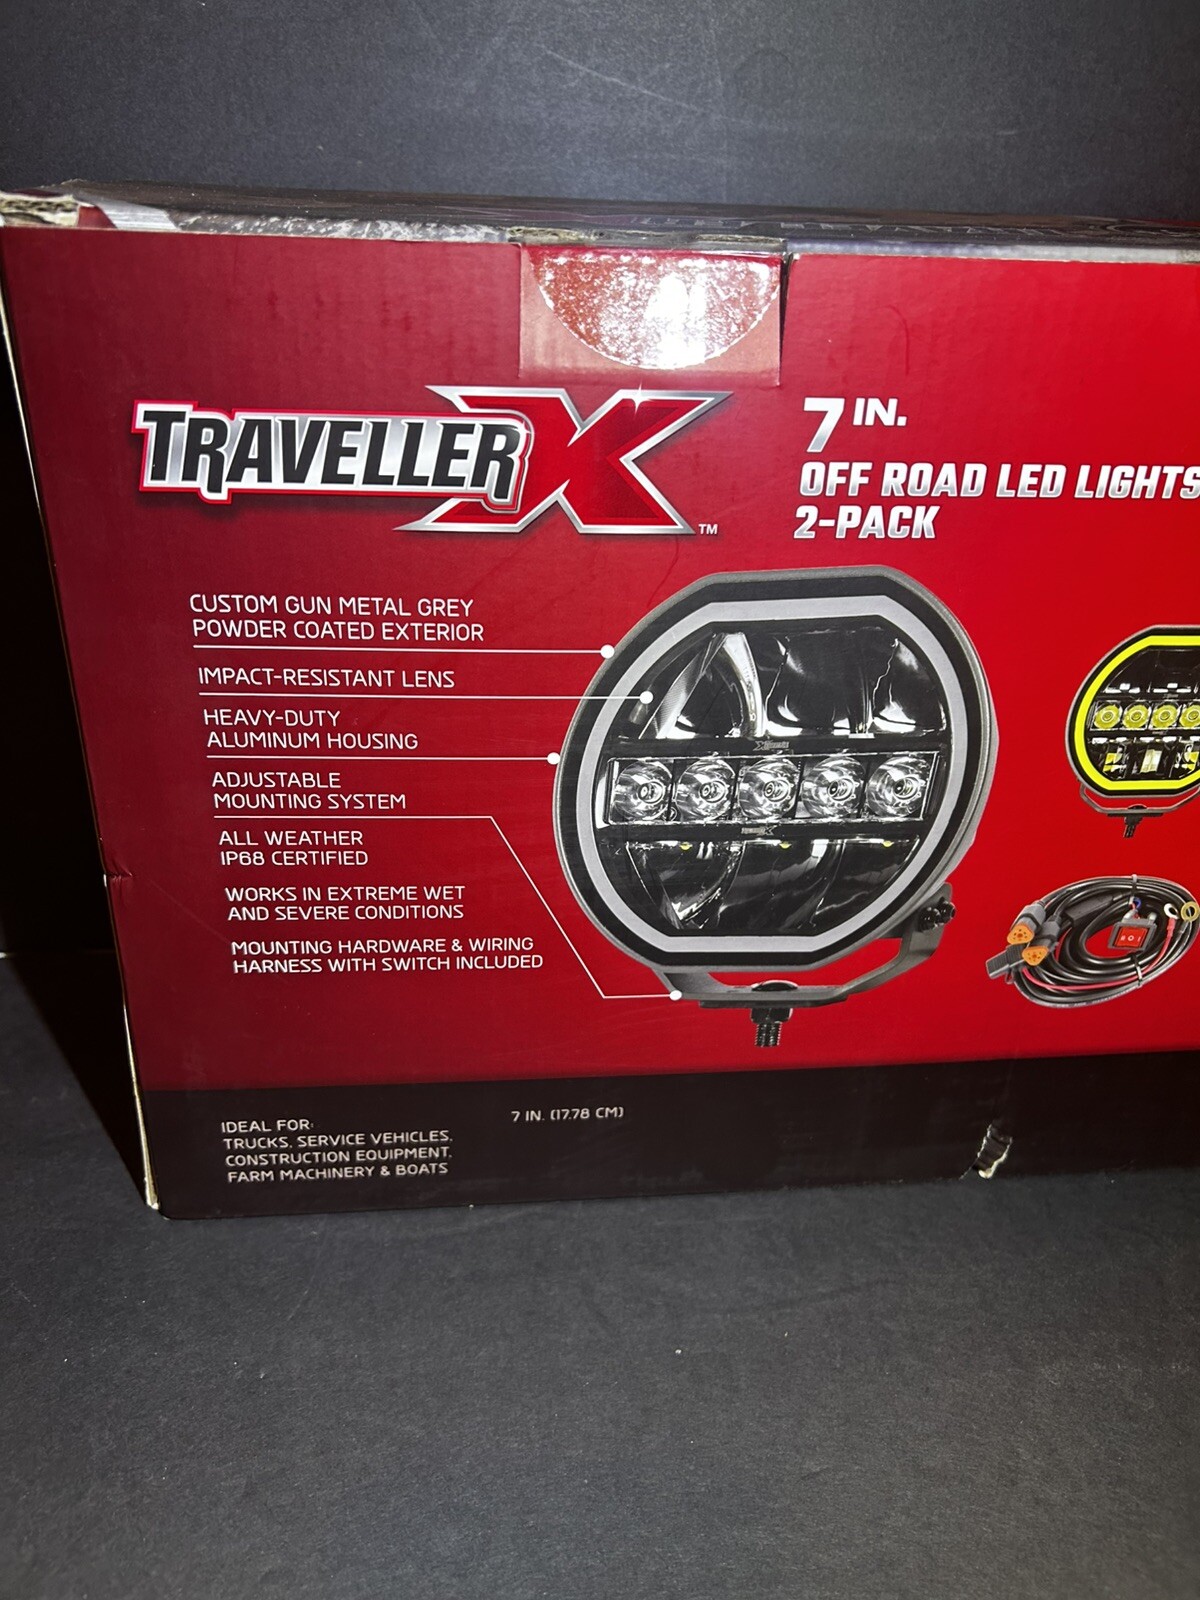 TRAVELLER X ™
7 IN.
OFF ROAD LED LIGHTS
2-PACK
CUSTOM GUN METAL GREY
POWDER COATED EXTERIOR
IMPACT-RESISTANT LENS
HEAVY-DUTY
ALUMINUM HOUSING
ADJUSTABLE
MOUNTING SYSTEM
ALL WEATHER
IP68 CERTIFIED
WORKS IN EXTREME WET
AND SEVERE CONDITIONS
MOUNTING HARDWARE & WIRING
HARNESS WITH SWITCH INCLUDED
IDEAL FOR:
TRUCKS, SERVICE VEHICLES,
CONSTRUCTION EQUIPMENT,
FARM MACHINERY & BOATS
7 IN. (17.78 CM)